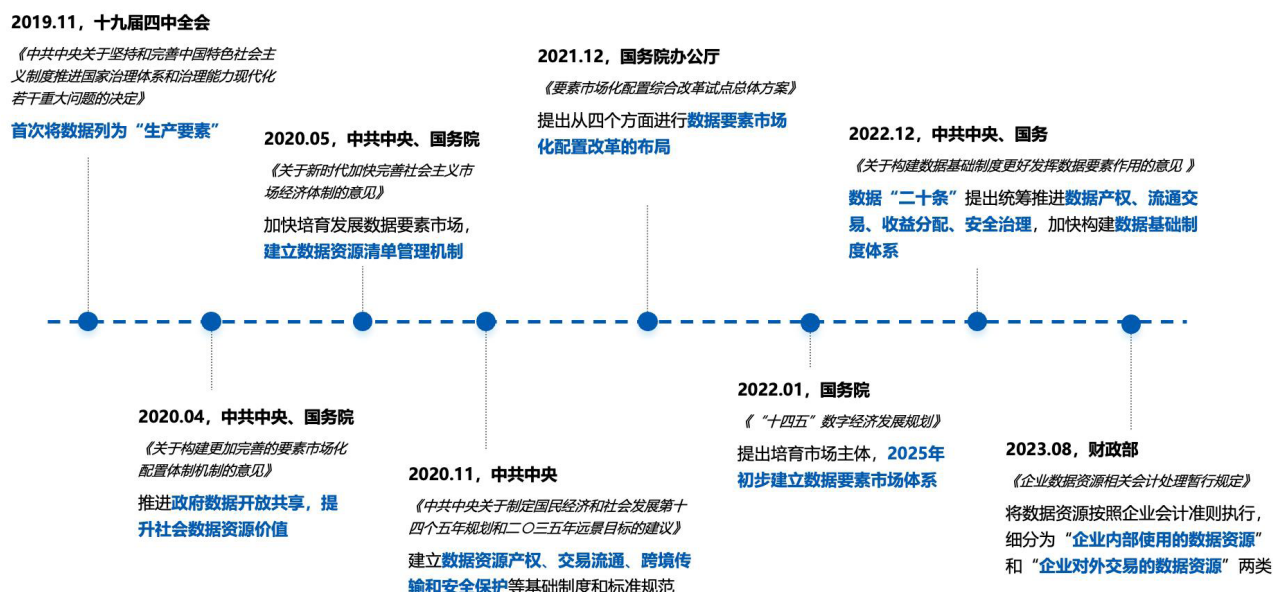 2019.11，十九届四中全会
《中共中央关于坚持和完善中国特色社会主
义制度推进国家治理体系和治理能力现代化
若干重大问题的决定》
首次将数据列为“生产要素”
2020.05，中共中央、国务院
《关于新时代加快完善社会主义市
场经济体制的意见》
加快培育发展数据要素市场，
建立数据资源清单管理机制
2021.12，国务院办公厅
《要素市场化配置综合改革试点总体方案》
提出从四个方面进行数据要素市场
化配置改革的布局
2022.12，中共中央、国务
《关于构建数据基础制度更好发挥数据要素作用的意见 》
数据“二十条”提出统筹推进数据产权、流通交
易、收益分配、安全治理，加快构建数据基础制
度体系
2020.04，中共中央、国务院
《关于构建更加完善的要素市场化
配置体制机制的意见》
推进政府数据开放共享，提
升社会数据资源价值
2020.11，中共中央
《中共中央关于制定国民经济和社会发展第十
四个五年规划和二〇三五年远景目标的建议》
建立数据资源产权、交易流通、跨境传
输和安全保护等基础制度和标准规范
2022.01，国务院
《“十四五”数字经济发展规划》
提出培育市场主体，2025年
初步建立数据要素市场体系
2023.08，财政部
《企业数据资源相关会计处理暂行规定》
将数据资源按照企业会计准则执行，
细分为“企业内部使用的数据资源”
和“企业对外交易的数据资源”两类